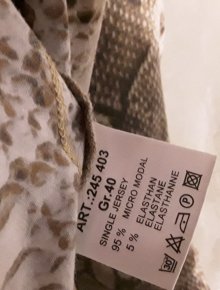 ART.:245 403
Gr.40
SINGLE JERSEY
95 % MICRO MODAL
5 % ELASTHAN
ELASTANE
ELASTHANNE